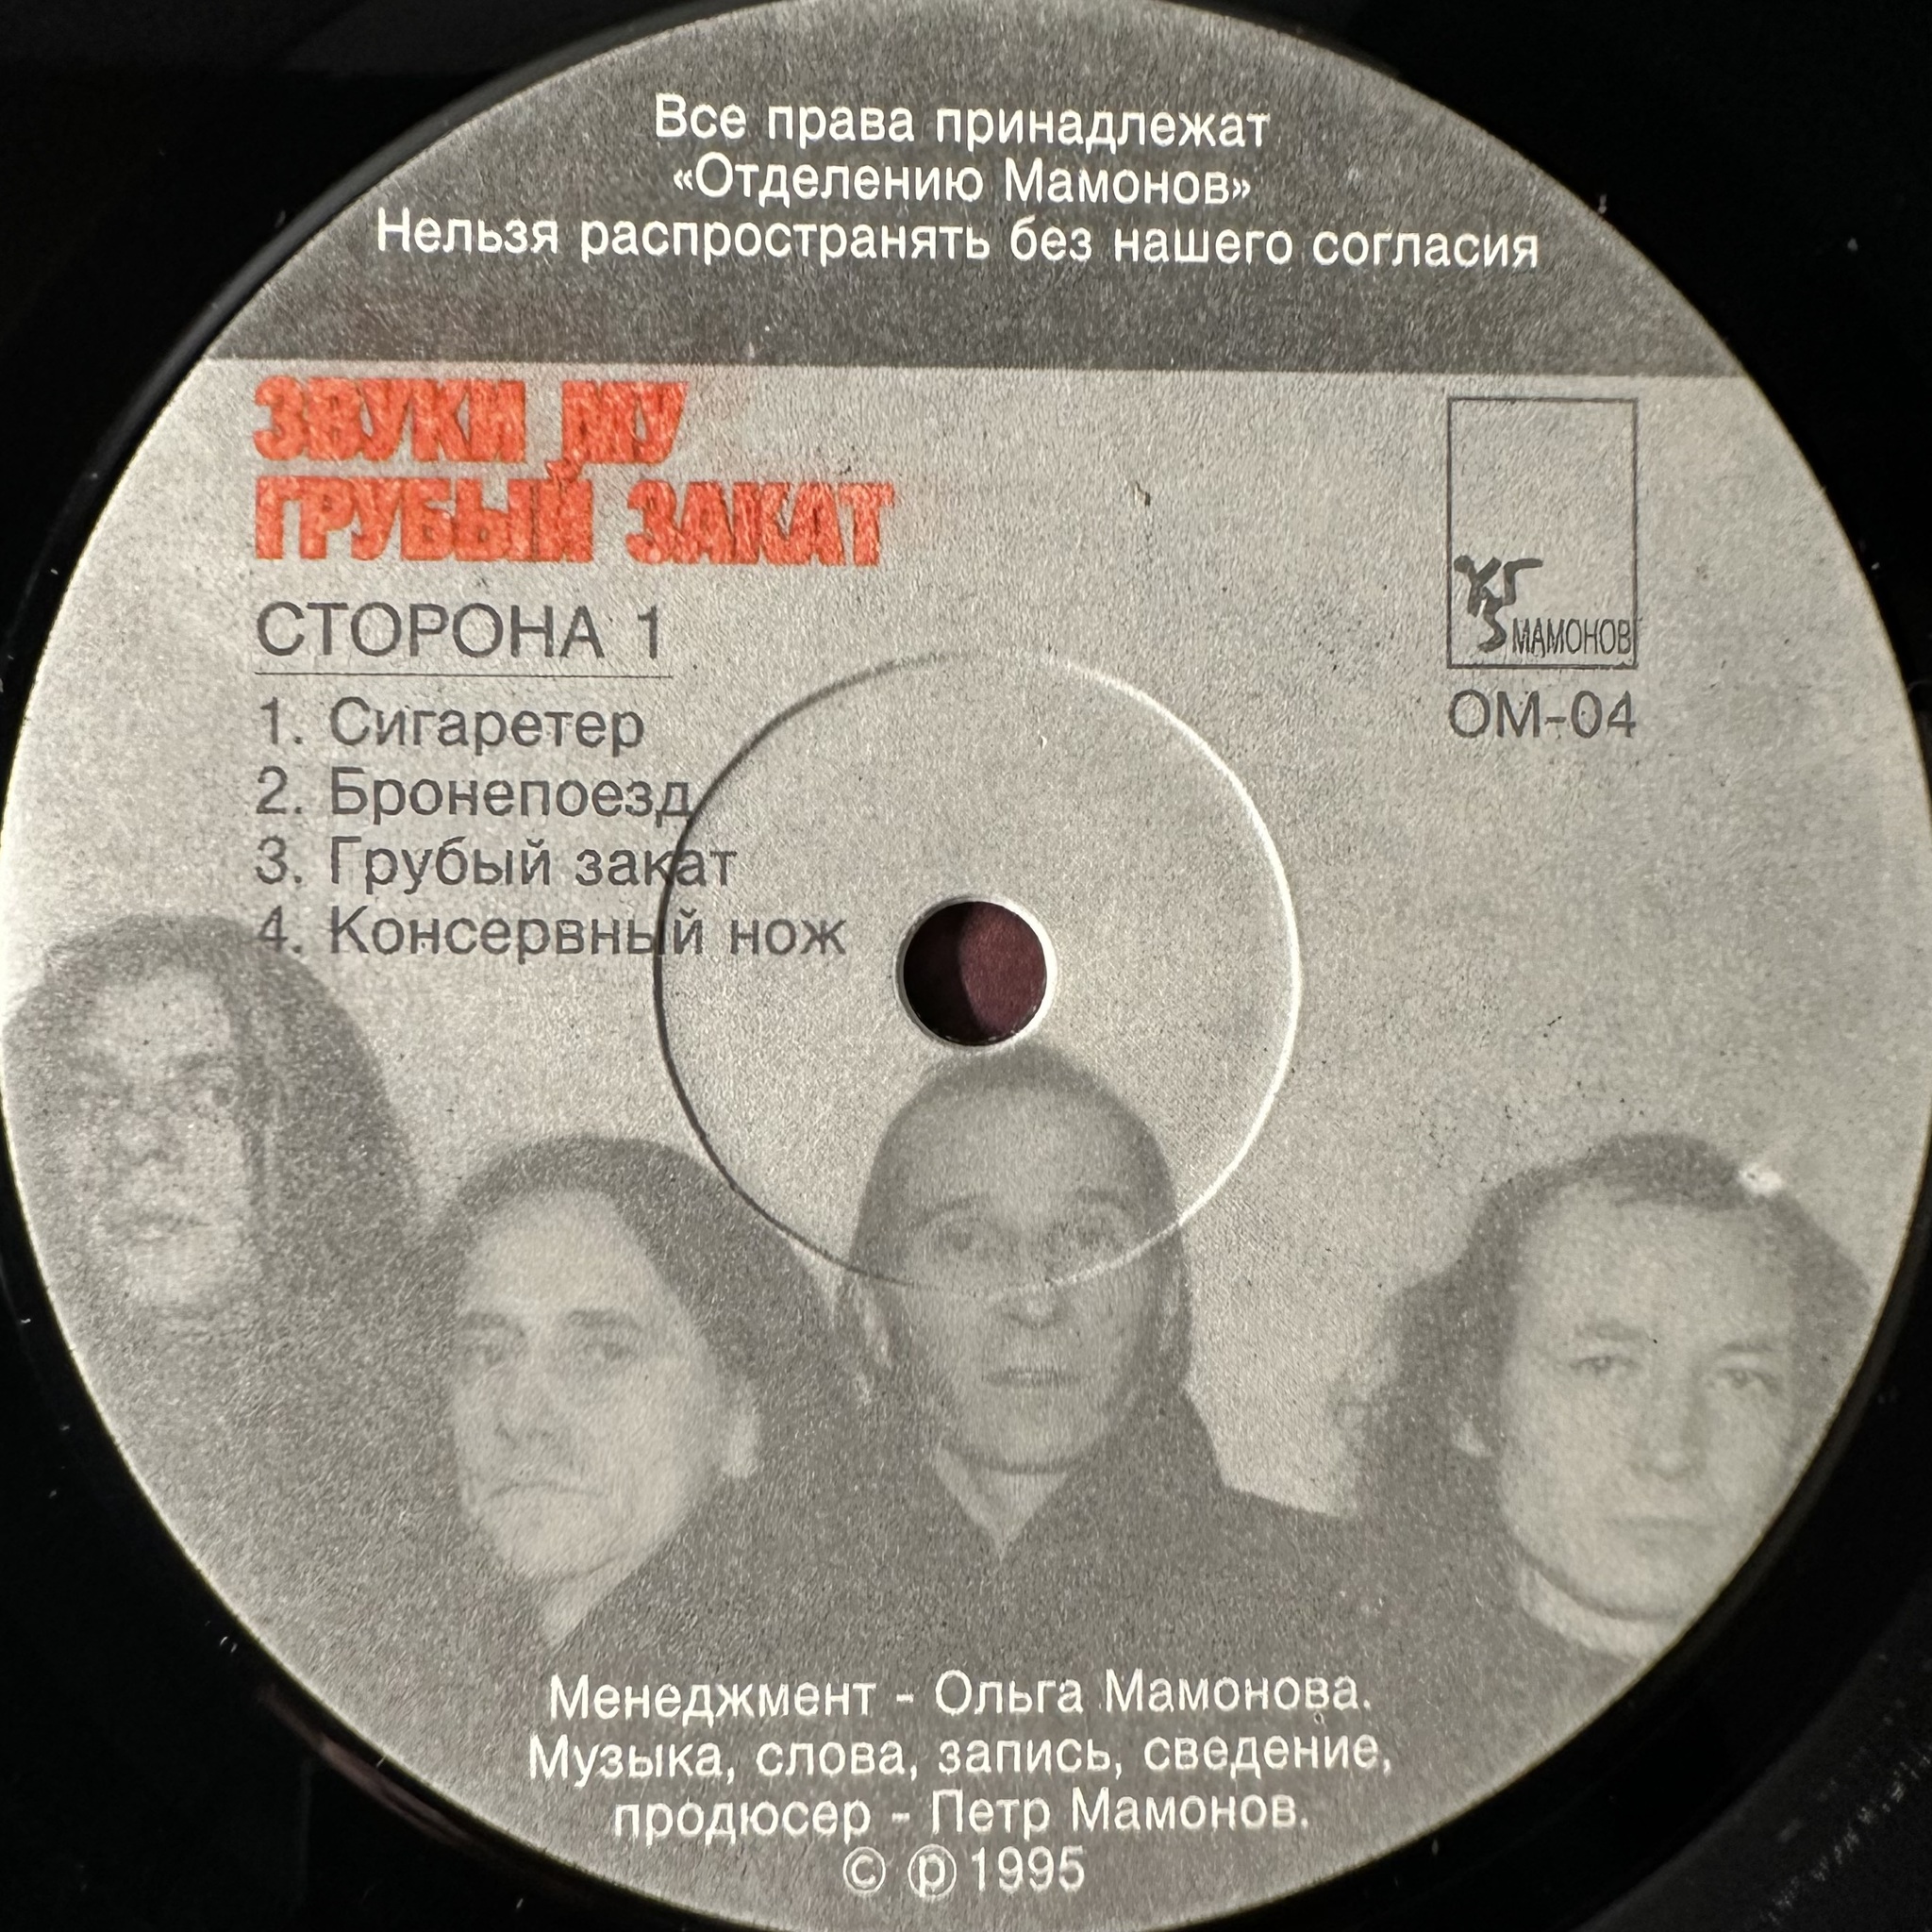 Все права принадлежат
«Отделению Мамонов»
Нельзя распространять без нашего согласия
ЗВУКИ МУ
ГРУБЫЙ ЗАКАТ
СТОРОНА 1
1. Сигаретер
2. Бронепоезд
3. Грубый закат
4. Консервный нож
МАМОНОВ
ОМ-04
Менеджмент - Ольга Мамонова.
Музыка, слова, запись, сведение,
продюсер - Петр Мамонов.
© ℗ 1995